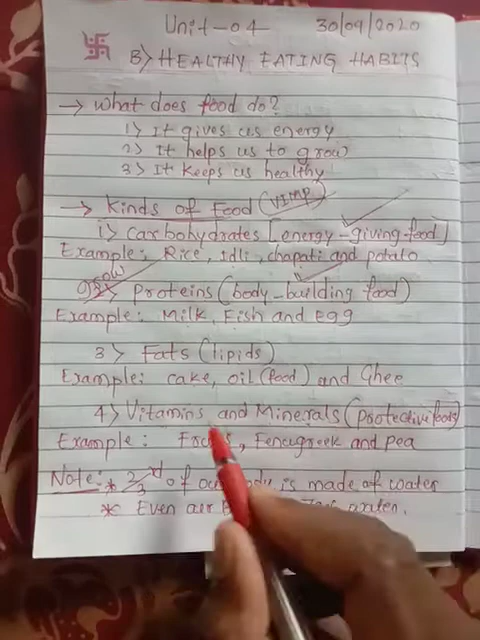 Unit-04 30/09/2020
B> HEALTHY EATING HABITS
→ What does food do?
1> It gives us energy
2> It helps us to grow
3> It keeps us healthy
→ Kinds of Food (VIMP)
1> carbohydrates [energy-giving-food]
Example: Rice, Idli, chapati and potato
grow 2> Proteins (body-building food)
Example: Milk, Fish and egg
3> Fats (lipids)
Example: cake, oil (food) and Ghee
4> Vitamins and Minerals (protective foods)
Example: Fruits, Fenugreek and pea
Note: * 2/3rd of our body is made of water
* Even air water.